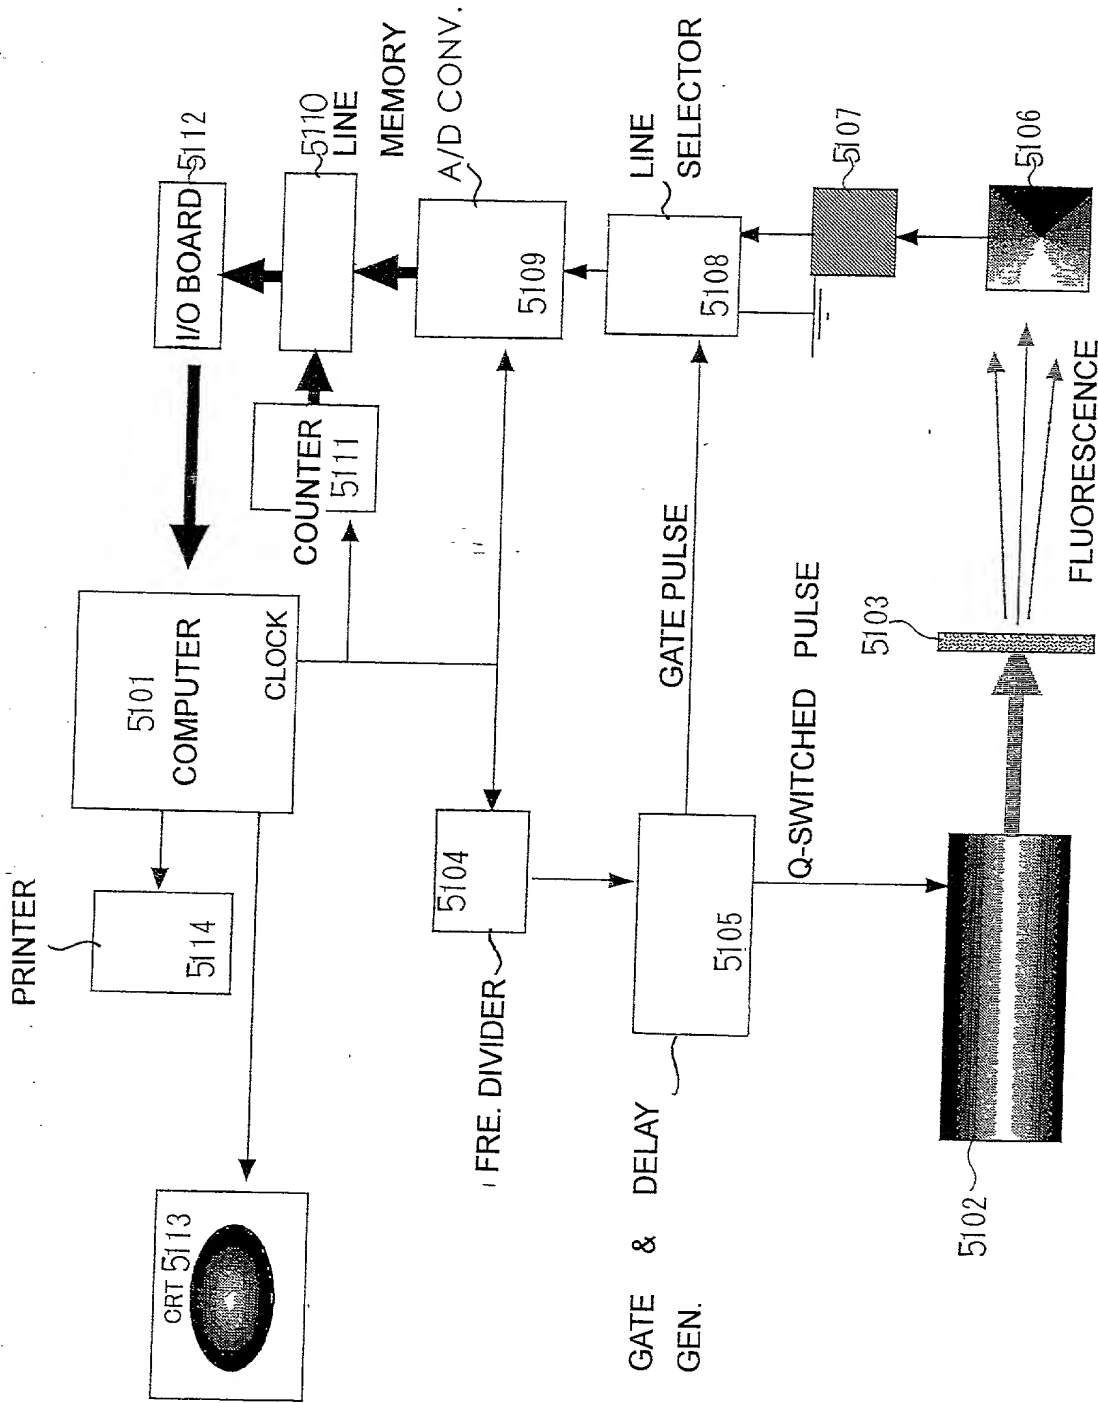 CRT 5113
PRINTER
5114
5101
COMPUTER
CLOCK
I/O BOARD
5112
COUNTER
5111
5110
LINE
MEMORY
A/D CONV.
5109
FRE. DIVIDER
5104
GATE & DELAY
GEN.
5105
GATE PULSE
LINE
SELECTOR
5108
Q-SWITCHED PULSE
5107
5102
5103
FLUORESCENCE
5106